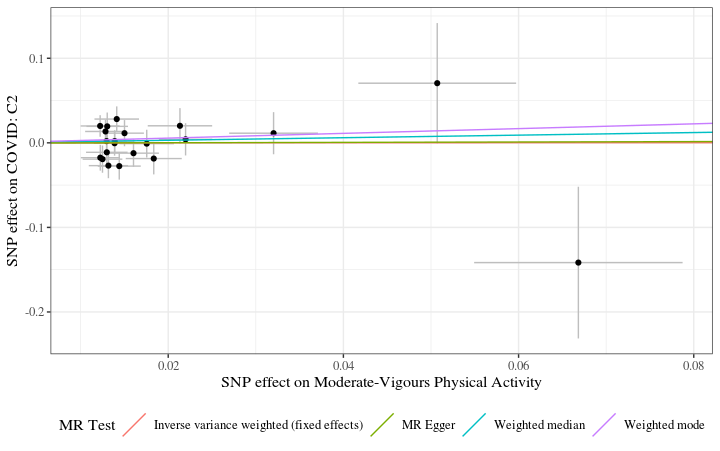 SNP effect on COVID: C2
0.1
0.0
-0.1
-0.2
0.02
0.04
0.06
0.08
SNP effect on Moderate-Vigours Physical Activity
MR Test
Inverse variance weighted (fixed effects)
MR Egger
Weighted median
Weighted mode